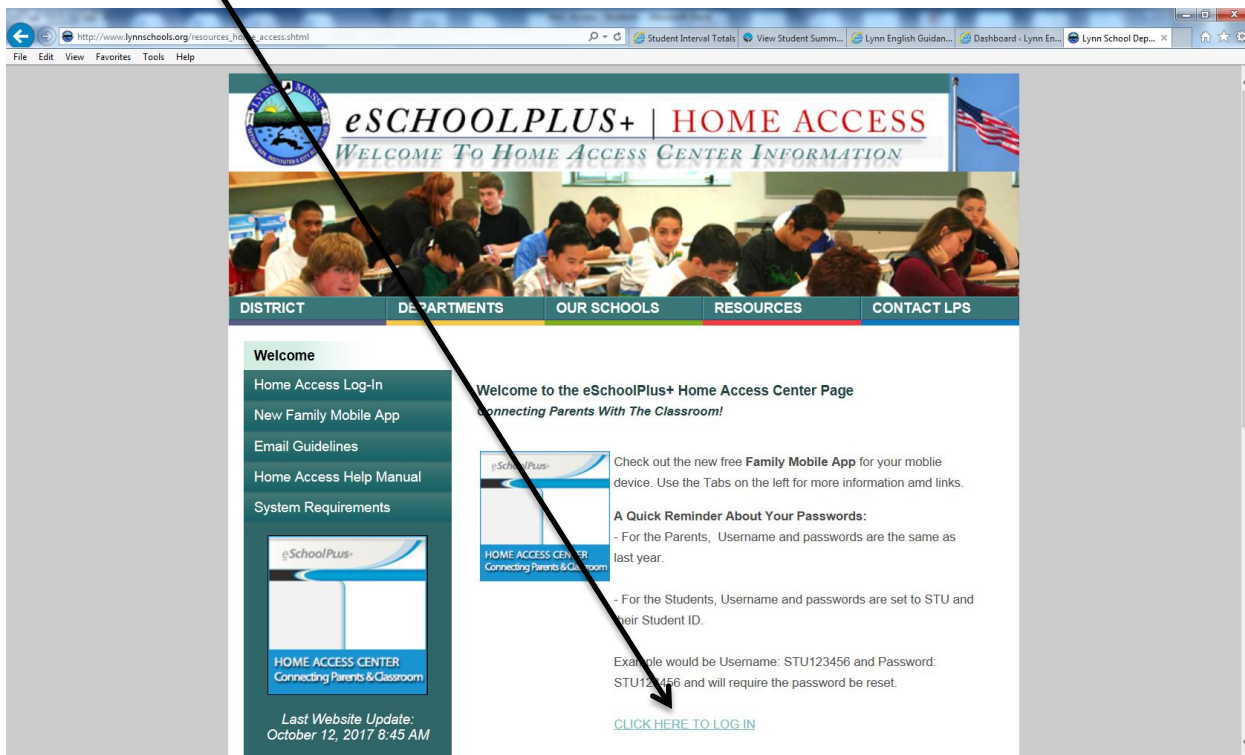 http://www.lynnschools.org/resources_home_access.shtml
Student Interval Totals
View Student Summ...
Lynn English Guidan...
Dashboard ‹ Lynn En...
Lynn School Dep...
File Edit View Favorites Tools Help
LYNN MASS
eSCHOOLPLUS+ | HOME ACCESS
WELCOME TO HOME ACCESS CENTER INFORMATION
DISTRICT DEPARTMENTS OUR SCHOOLS RESOURCES CONTACT LPS
Welcome
Home Access Log-In
New Family Mobile App
Email Guidelines
Home Access Help Manual
System Requirements
eSchoolPLUS+
HOME ACCESS CENTER
Connecting Parents & Classroom
Last Website Update:
October 12, 2017 8:45 AM
Welcome to the eSchoolPlus+ Home Access Center Page
Connecting Parents With The Classroom!
eSchoolPLUS+
HOME ACCESS CENTER
Connecting Parents & Classroom
Check out the new free Family Mobile App for your moblie
device. Use the Tabs on the left for more information amd links.
A Quick Reminder About Your Passwords:
- For the Parents, Username and passwords are the same as
last year.
- For the Students, Username and passwords are set to STU and
their Student ID.
Example would be Username: STU123456 and Password:
STU123456 and will require the password be reset.
CLICK HERE TO LOG IN